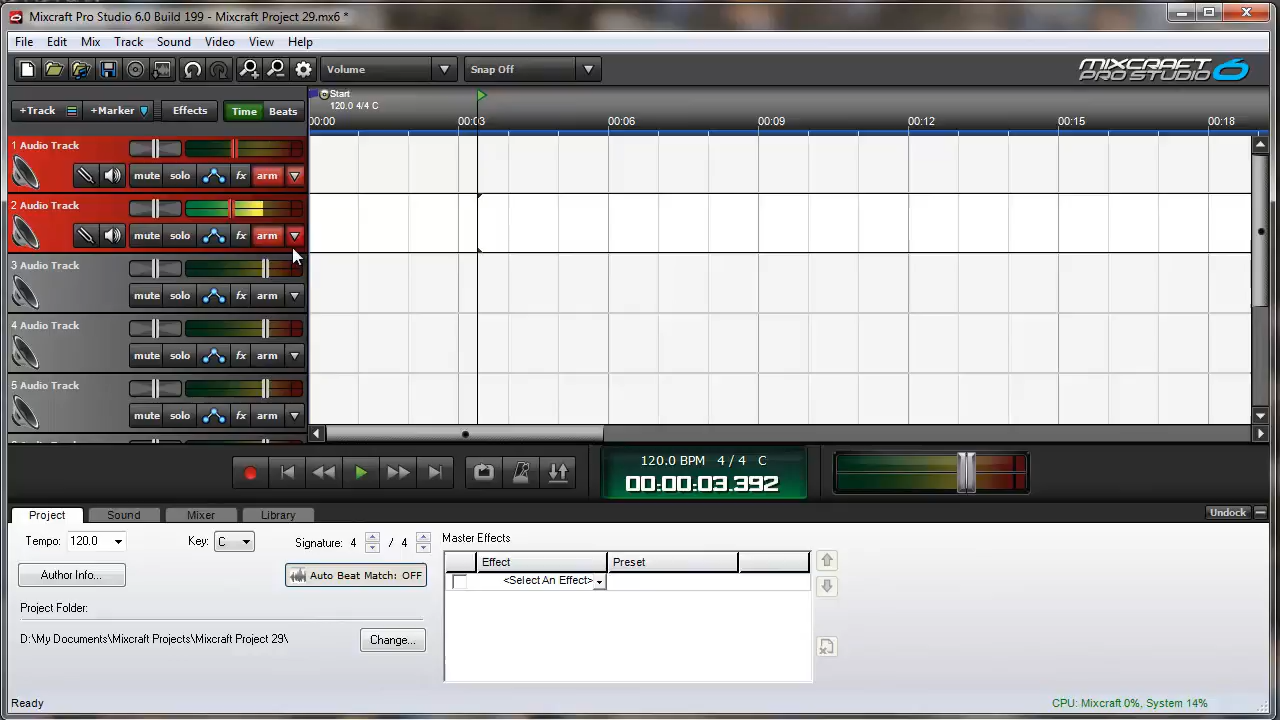 Mixcraft Pro Studio 6.0 Build 199 - Mixcraft Project 29.mx6 *
File Edit Mix Track Sound Video View Help
Volume Snap Off MIXCRAFT PRO STUDIO 6
+Track +Marker Effects Time Beats
Start
120.0 4/4 C
00:00 00:03 00:06 00:09 00:12 00:15 00:18
1 Audio Track
mute solo fx arm
2 Audio Track
mute solo fx arm
3 Audio Track
mute solo fx arm
4 Audio Track
mute solo fx arm
5 Audio Track
mute solo fx arm
120.0 BPM 4 / 4 C
00:00:03.392
Project Sound Mixer Library Undock
Tempo: 120.0 Key: C Signature: 4 / 4 Master Effects
Effect Preset
Author Info... Auto Beat Match: OFF <Select An Effect>
Project Folder:
D:\My Documents\Mixcraft Projects\Mixcraft Project 29\ Change...
Ready CPU: Mixcraft 0%, System 14%